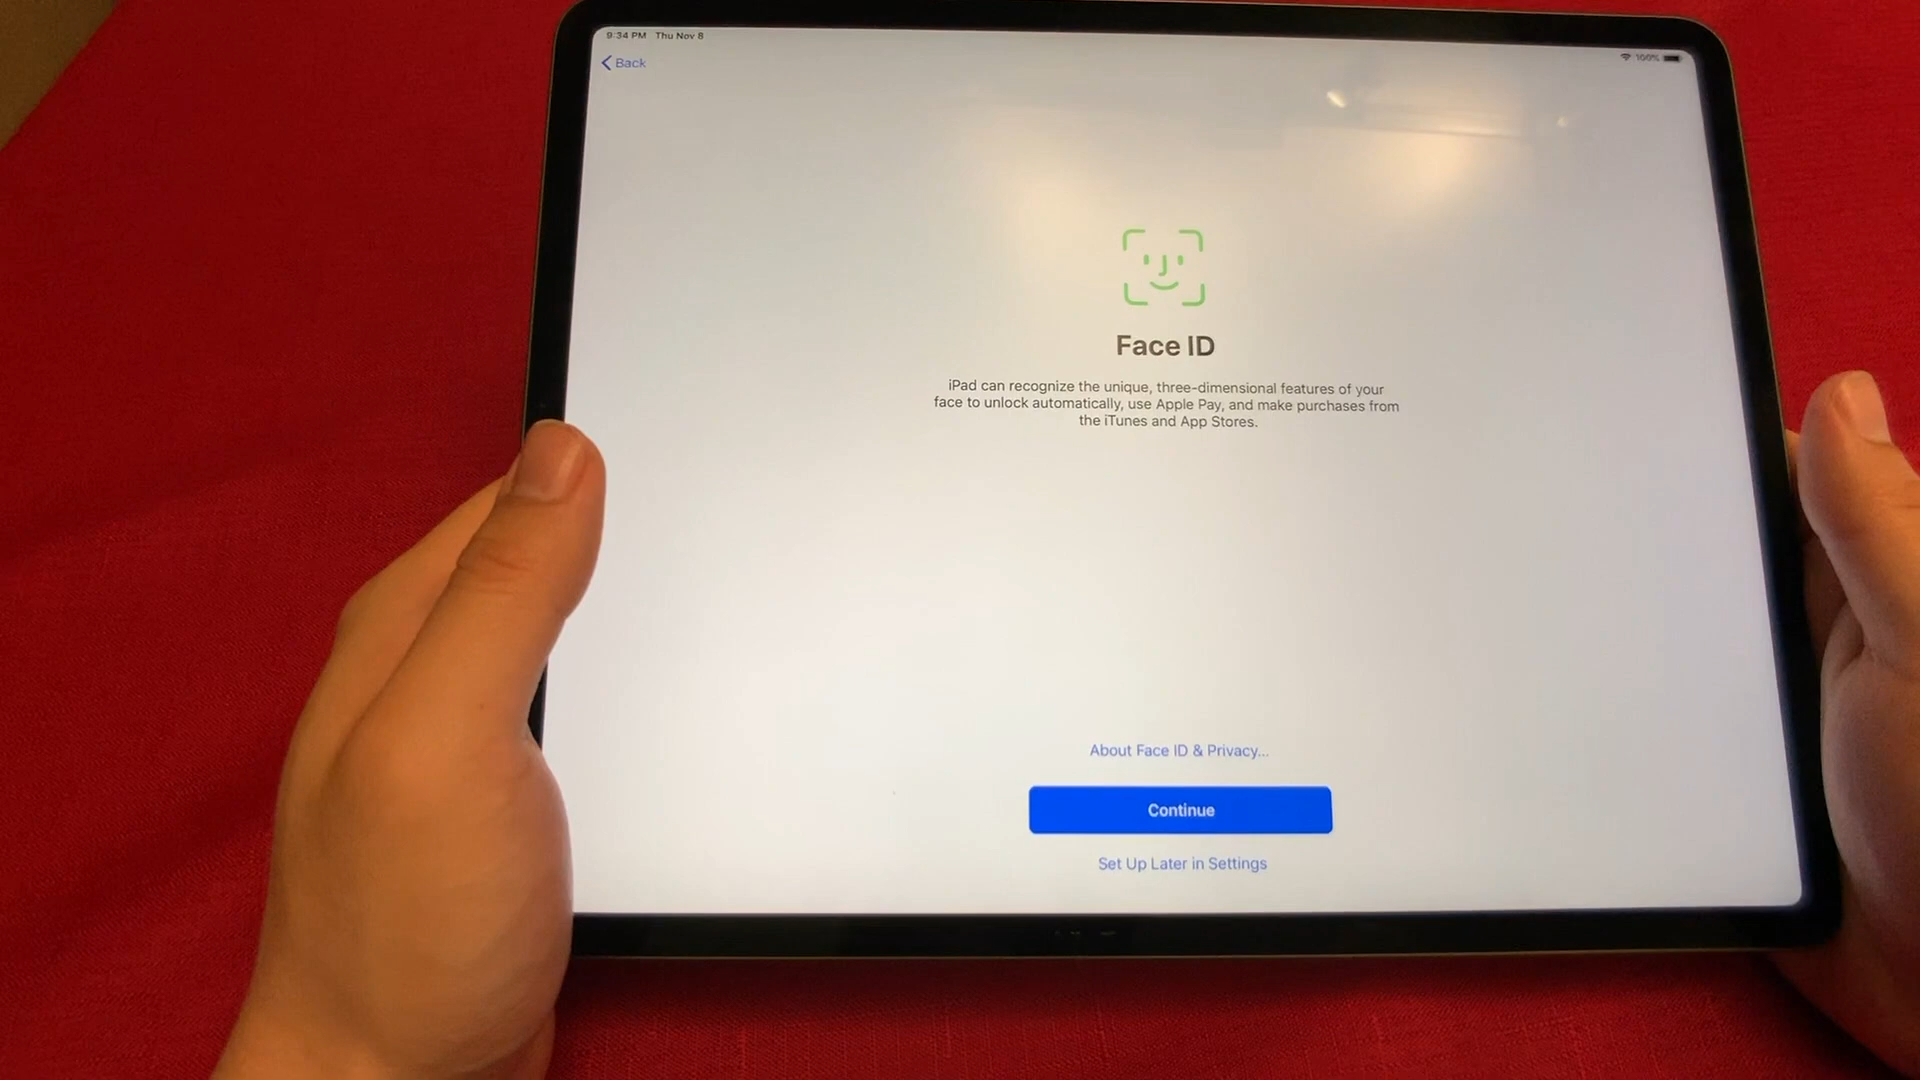 9:34 PM Thu Nov 8
100%
Back
Face ID
iPad can recognize the unique, three-dimensional features of your
face to unlock automatically, use Apple Pay, and make purchases from
the iTunes and App Stores.
About Face ID & Privacy...
Continue
Set Up Later in Settings